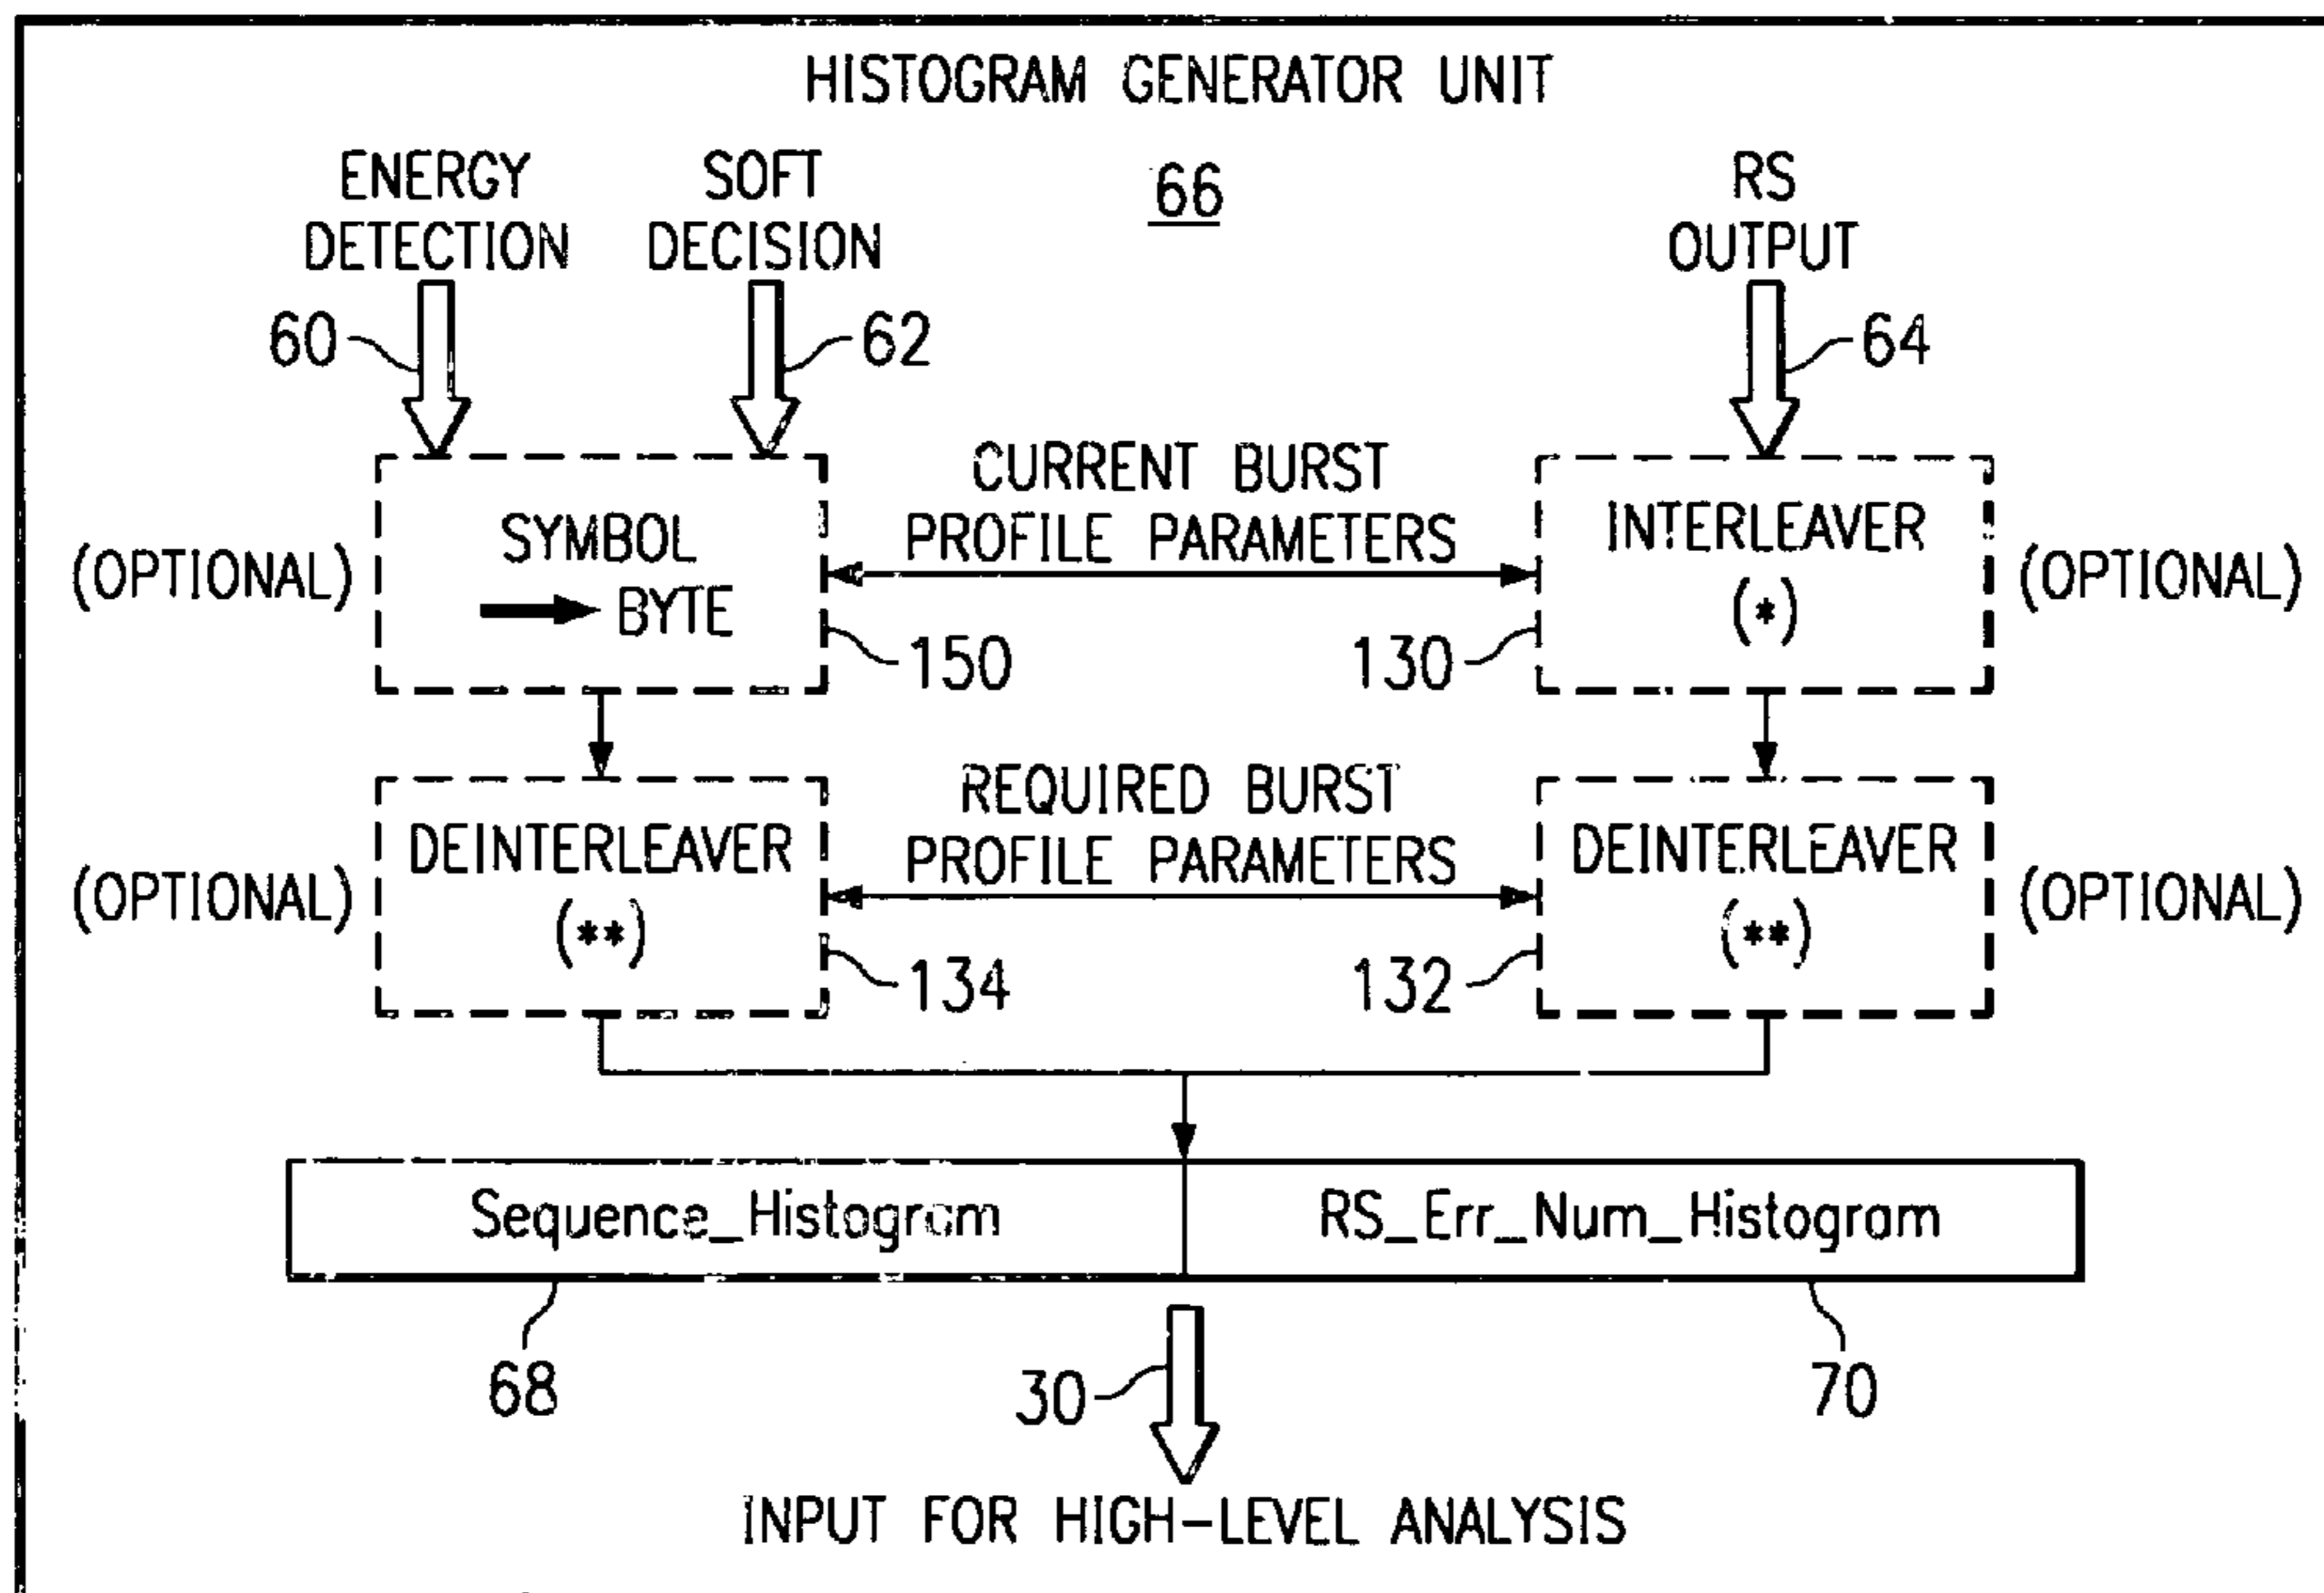 HISTOGRAM GENERATOR UNIT
66
ENERGY
DETECTION
SOFT
DECISION
RS
OUTPUT
60
62
64
(OPTIONAL)
SYMBOL
BYTE
150
CURRENT BURST
PROFILE PARAMETERS
INTERLEAVER
(*)
130
(OPTIONAL)
(OPTIONAL)
DEINTERLEAVER
(**)
134
REQUIRED BURST
PROFILE PARAMETERS
DEINTERLEAVER
(**)
132
(OPTIONAL)
Sequence_Histogram
RS_Err_Num_Histogram
68
30
70
INPUT FOR HIGH-LEVEL ANALYSIS